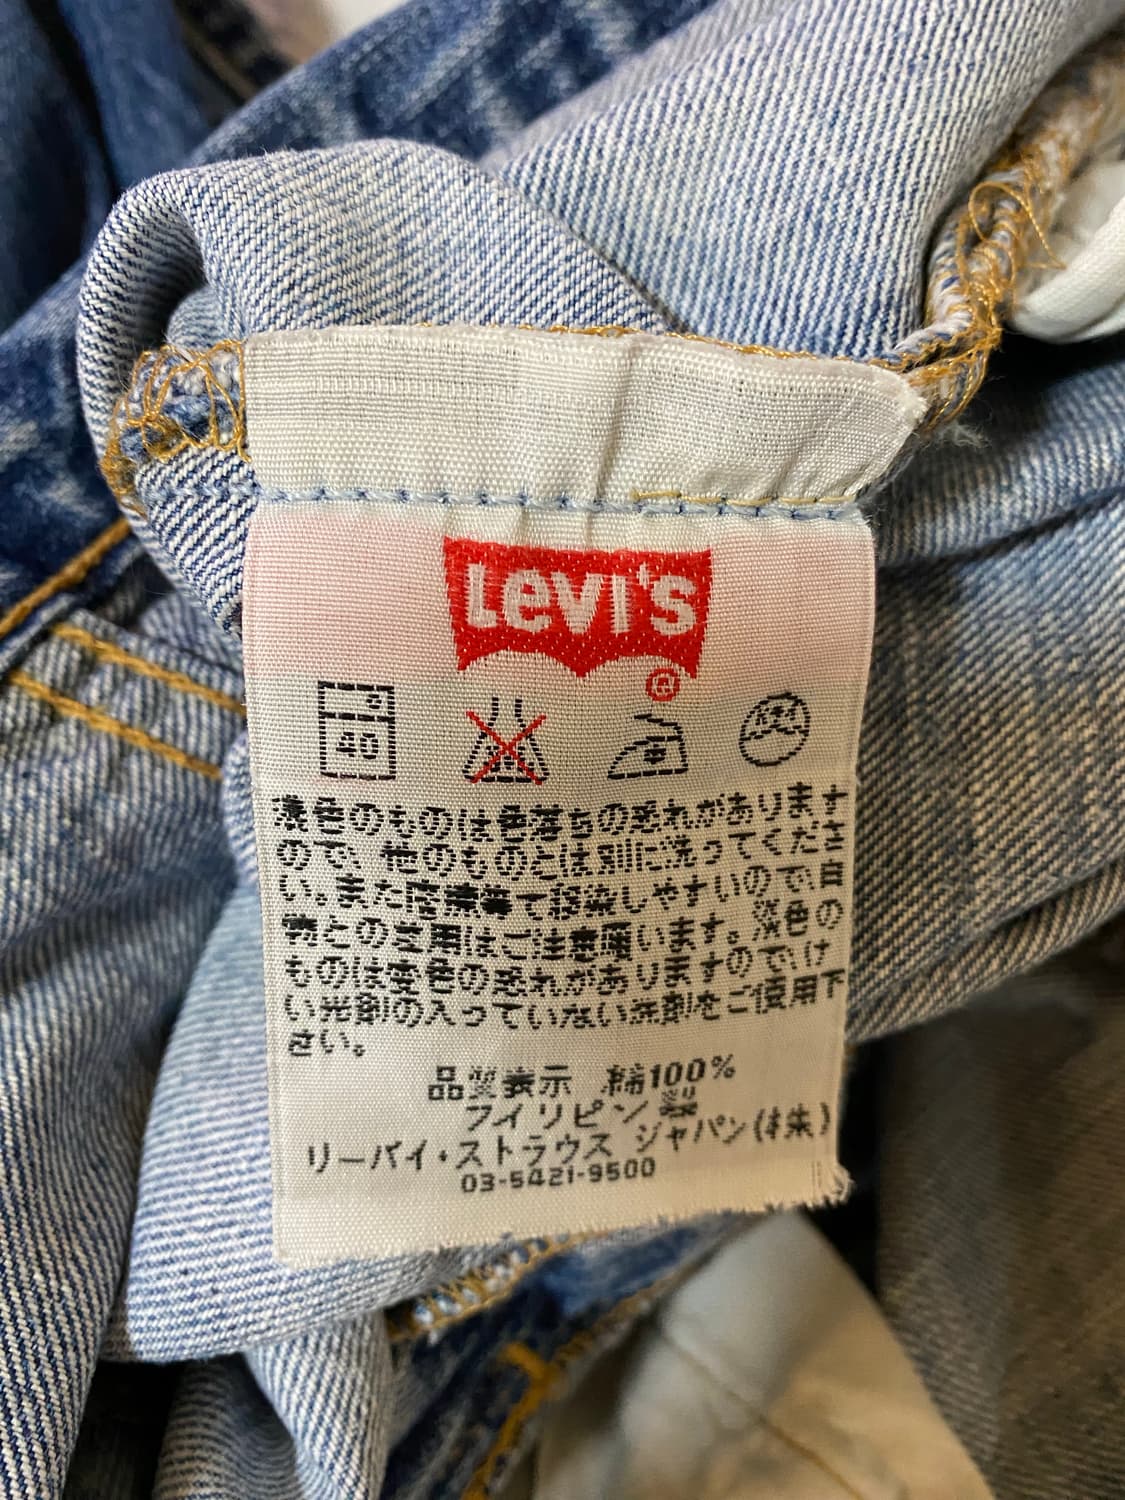 Levi's
®
40
濃色のものは色落ちの恐れがあります
ので、他のものとは別に洗ってくださ
い。また摩擦等で移染しやすいので、白
物との芝用はご注意願います。淡色の
ものは変色の恐れがありますので、け
い光剤の入っていない洗剤をご使用下
さい。
品質表示 綿100%
フィリピン製
リーバイ・ストラウス ジャパン(株)
03-5421-9500